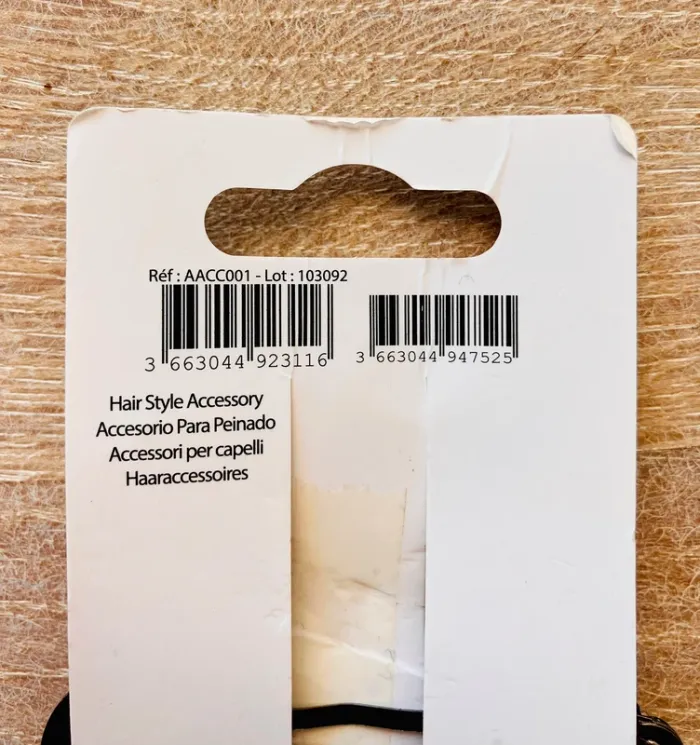 Réf : AACC001 - Lot : 103092
3 663044 923116 3 663044 947525
Hair Style Accessory
Accesorio Para Peinado
Accessori per capelli
Haaraccessoires